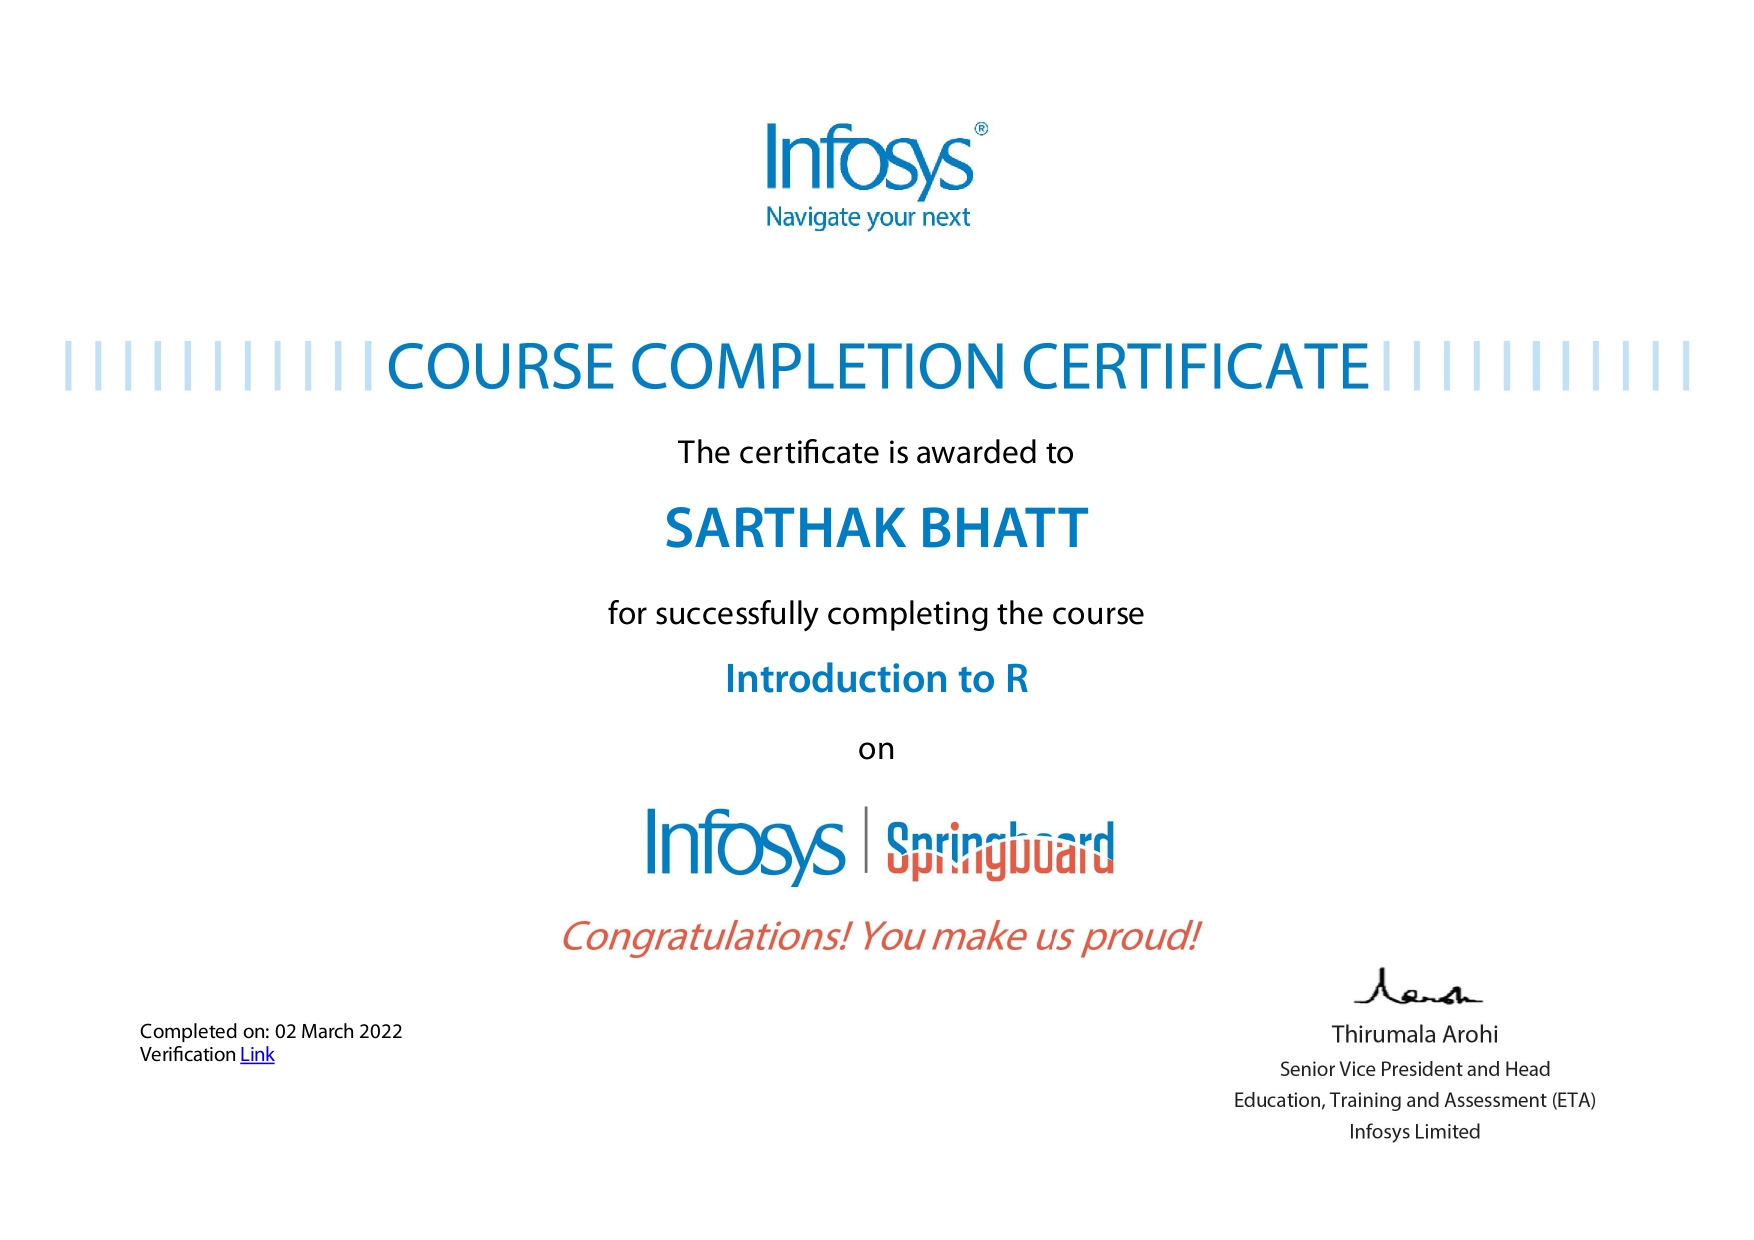 Infosys®
Navigate your next
COURSE COMPLETION CERTIFICATE
The certificate is awarded to
SARTHAK BHATT
for successfully completing the course
Introduction to R
on
Infosys | Springboard
Congratulations! You make us proud!
Completed on: 02 March 2022
Verification Link
Thirumala Arohi
Senior Vice President and Head
Education, Training and Assessment (ETA)
Infosys Limited